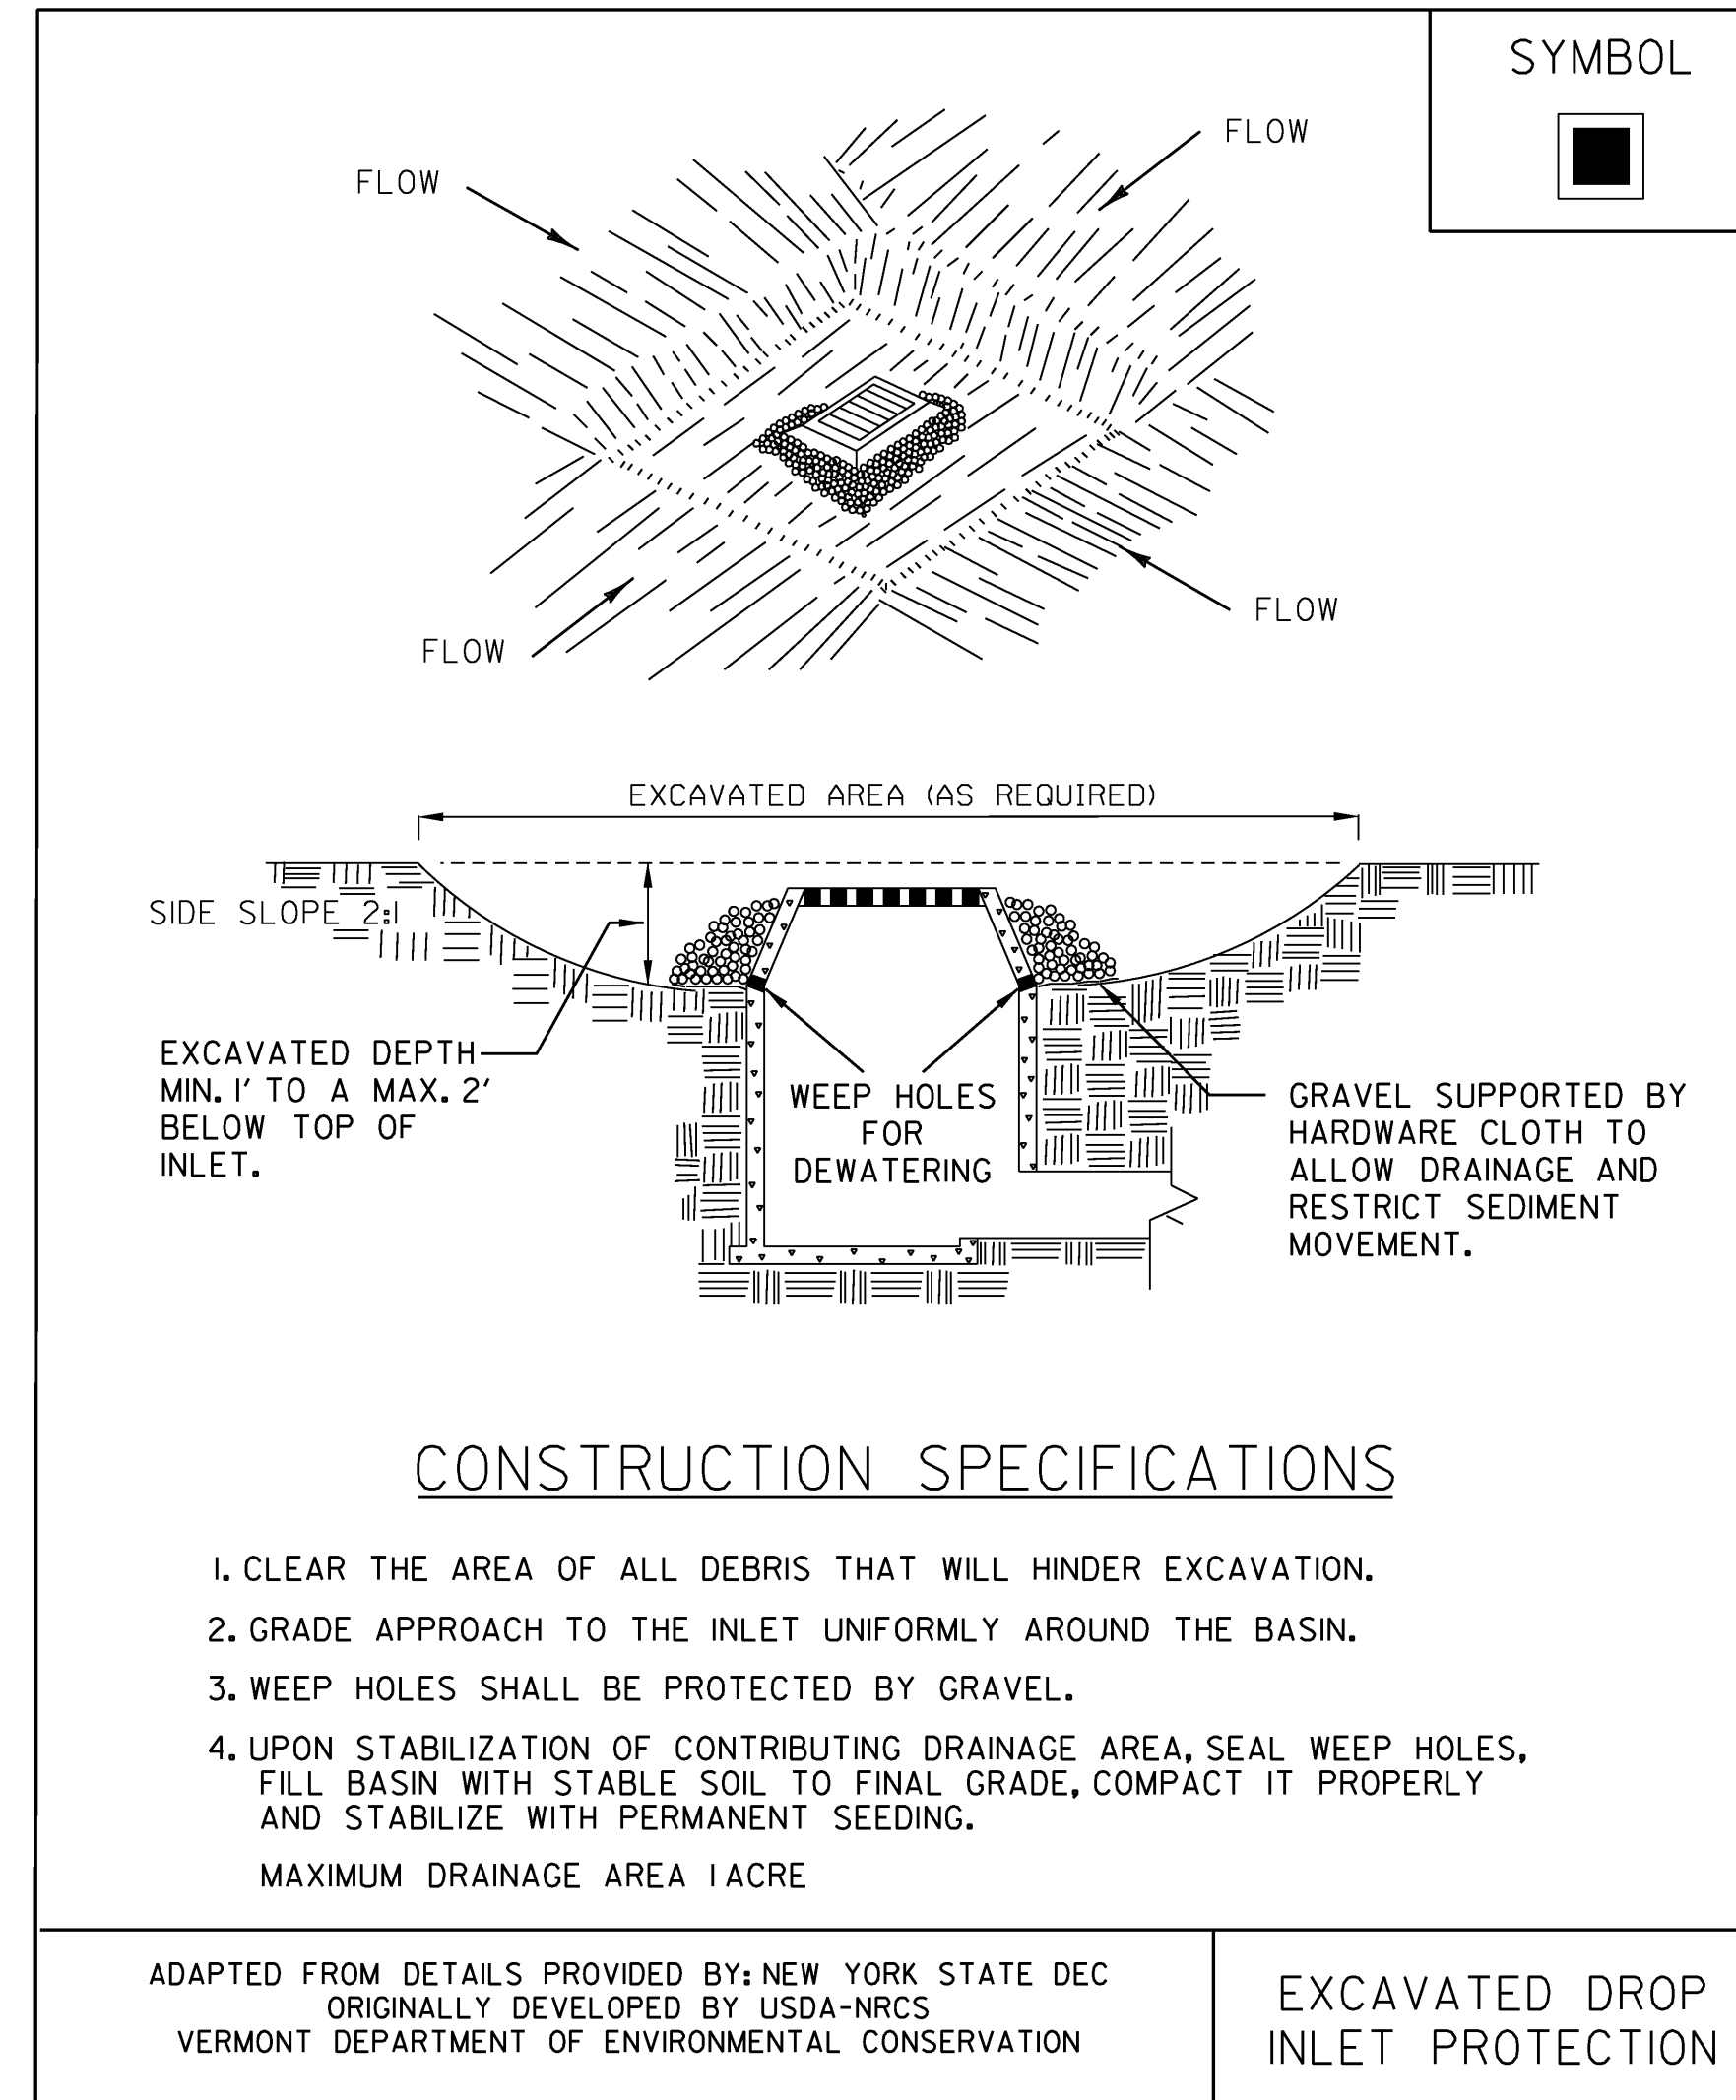 SYMBOL
FLOW
FLOW
FLOW
FLOW
EXCAVATED AREA (AS REQUIRED)
SIDE SLOPE 2:1
EXCAVATED DEPTH
MIN. 1' TO A MAX. 2'
BELOW TOP OF
INLET.
WEEP HOLES
FOR
DEWATERING
GRAVEL SUPPORTED BY
HARDWARE CLOTH TO
ALLOW DRAINAGE AND
RESTRICT SEDIMENT
MOVEMENT.
CONSTRUCTION SPECIFICATIONS
1. CLEAR THE AREA OF ALL DEBRIS THAT WILL HINDER EXCAVATION.
2. GRADE APPROACH TO THE INLET UNIFORMLY AROUND THE BASIN.
3. WEEP HOLES SHALL BE PROTECTED BY GRAVEL.
4. UPON STABILIZATION OF CONTRIBUTING DRAINAGE AREA, SEAL WEEP HOLES,
FILL BASIN WITH STABLE SOIL TO FINAL GRADE, COMPACT IT PROPERLY
AND STABILIZE WITH PERMANENT SEEDING.
MAXIMUM DRAINAGE AREA 1 ACRE
ADAPTED FROM DETAILS PROVIDED BY: NEW YORK STATE DEC
ORIGINALLY DEVELOPED BY USDA-NRCS
VERMONT DEPARTMENT OF ENVIRONMENTAL CONSERVATION
EXCAVATED DROP
INLET PROTECTION